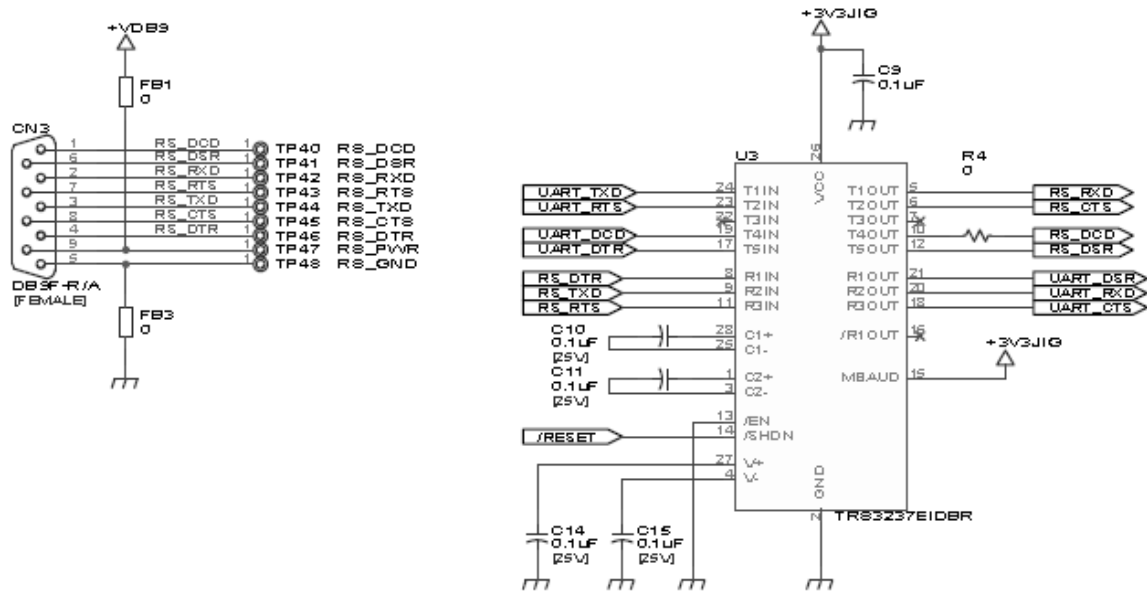 +VDB9
FB1
0
CN3
1 RS_DCD 1 TP40 RS_DCD
6 RS_DSR 1 TP41 RS_DSR
2 RS_RXD 1 TP42 RS_RXD
7 RS_RTS 1 TP43 RS_RTS
3 RS_TXD 1 TP44 RS_TXD
8 RS_CTS 1 TP45 RS_CTS
4 RS_DTR 1 TP46 RS_DTR
9 1 TP47 RS_PWR
5 1 TP48 RS_GND
DB9F-R/A
[FEMALE]
FB3
0
+3V3JIG
C9
0.1uF
U3
26
VCC
R4
0
UART_TXD 24 T1IN T1OUT 5 RS_RXD
UART_RTS 23 T2IN T2OUT 6 RS_CTS
22 T3IN T3OUT 7
UART_DCD 19 T4IN T4OUT 10 RS_DCD
UART_DTR 17 T5IN T5OUT 12 RS_DSR
RS_DTR 8 R1IN R1OUT 21 UART_DSR
RS_TXD 9 R2IN R2OUT 20 UART_RXD
RS_RTS 11 R3IN R3OUT 18 UART_CTS
C10
0.1uF
[25V]
28 C1+
25 C1-
/R1OUT 16
+3V3JIG
C11
0.1uF
[25V]
1 C2+
3 C2-
MBAUD 15
13 /EN
/RESET 14 /SHDN
27 V+
4 V-
GND
2
TRS3237EIDBR
C14
0.1uF
[25V]
C15
0.1uF
[25V]